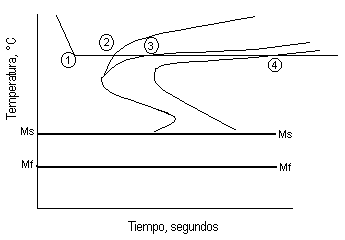 Temperatura, °C
1
2
3
4
Ms
Ms
Mf
Mf
Tiempo, segundos